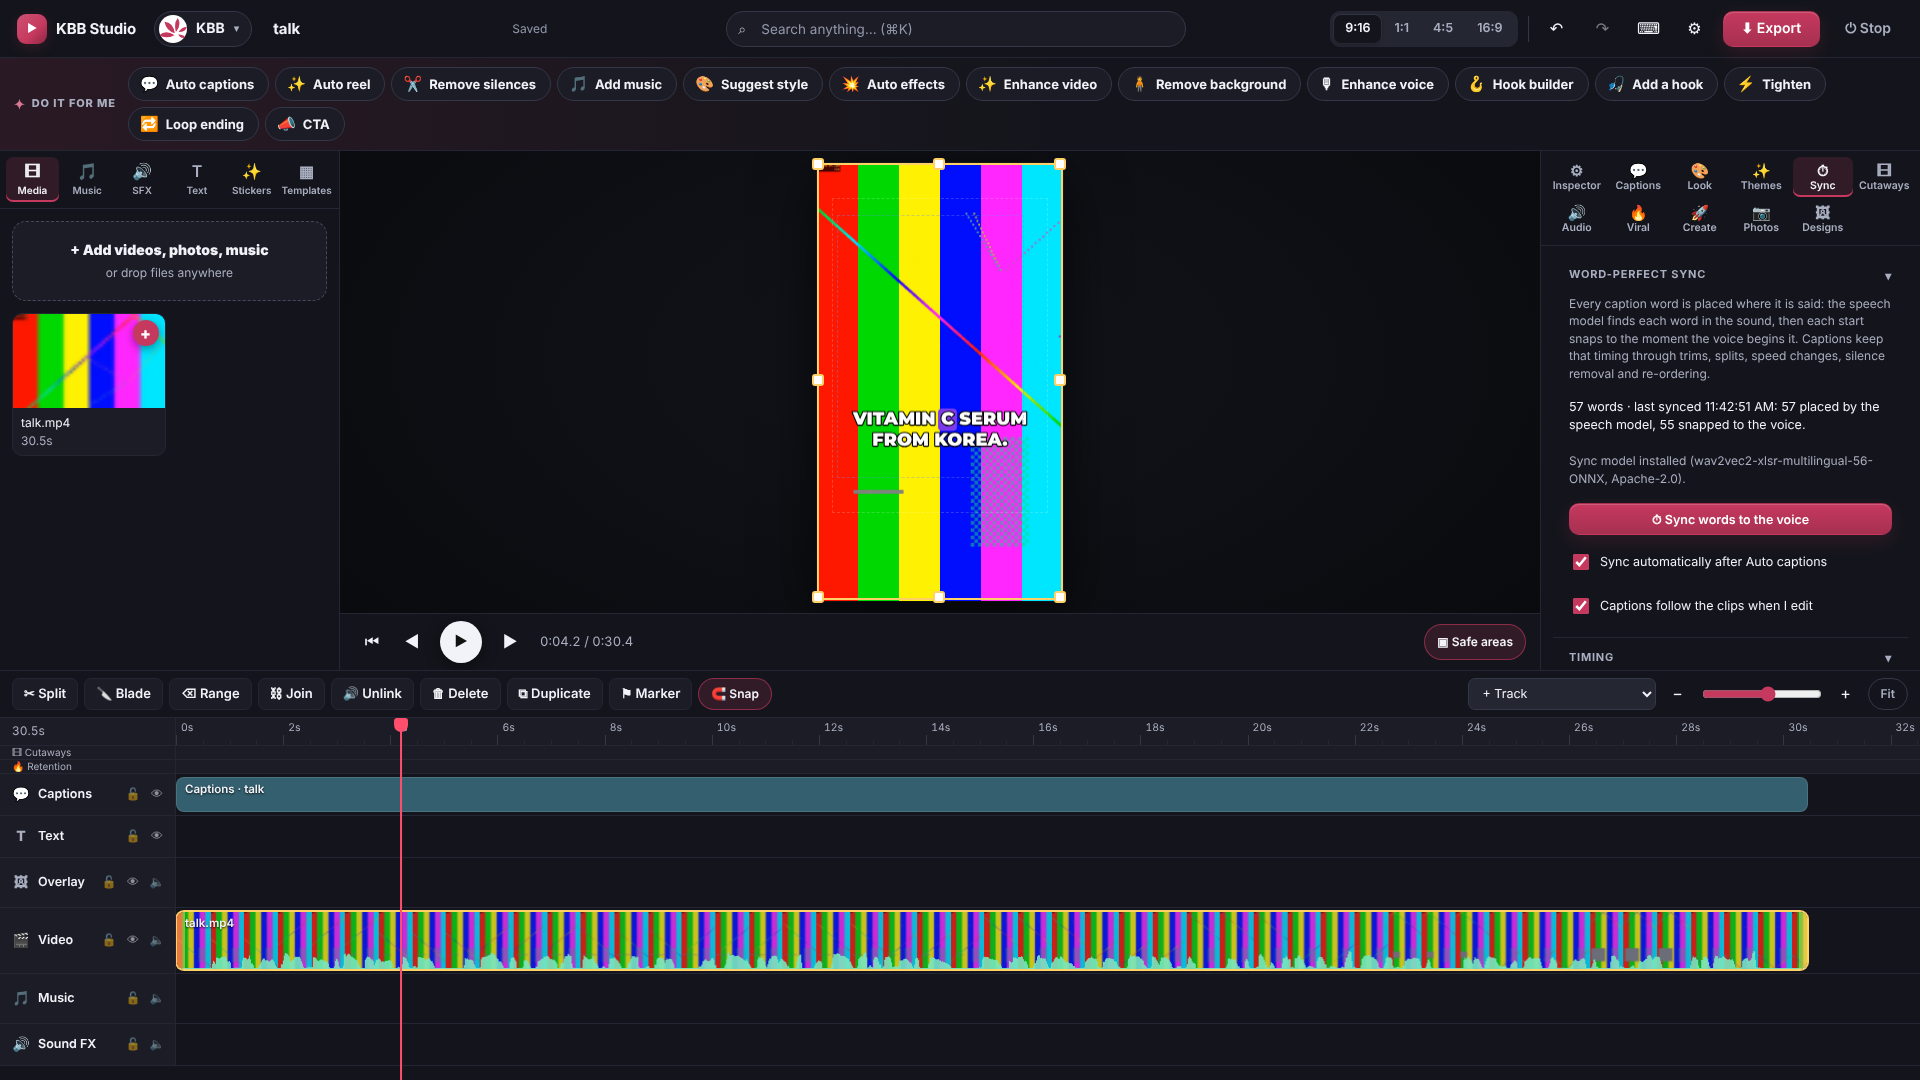 KBB Studio
KBB
talk
Saved
Search anything... (⌘K)
9:16
1:1
4:5
16:9
Export
Stop
DO IT FOR ME
Auto captions
Auto reel
Remove silences
Add music
Suggest style
Auto effects
Enhance video
Remove background
Enhance voice
Hook builder
Add a hook
Tighten
Loop ending
CTA
Media
Music
SFX
Text
Stickers
Templates
+ Add videos, photos, music
or drop files anywhere
talk.mp4
30.5s
VITAMIN C SERUM
FROM KOREA.
0:04.2 / 0:30.4
Safe areas
Inspector
Captions
Look
Themes
Sync
Cutaways
Audio
Viral
Create
Photos
Designs
WORD-PERFECT SYNC
Every caption word is placed where it is said: the speech
model finds each word in the sound, then each start
snaps to the moment the voice begins it. Captions keep
that timing through trims, splits, speed changes, silence
removal and re-ordering.
57 words · last synced 11:42:51 AM: 57 placed by the
speech model, 55 snapped to the voice.
Sync model installed (wav2vec2-xlsr-multilingual-56-
ONNX, Apache-2.0).
Sync words to the voice
Sync automatically after Auto captions
Captions follow the clips when I edit
TIMING
Split
Blade
Range
Join
Unlink
Delete
Duplicate
Marker
Snap
+ Track
Fit
30.5s
0s
2s
6s
8s
10s
12s
14s
16s
18s
20s
22s
24s
26s
28s
30s
32s
Cutaways
Retention
Captions
Captions · talk
Text
Overlay
Video
talk.mp4
Music
Sound FX